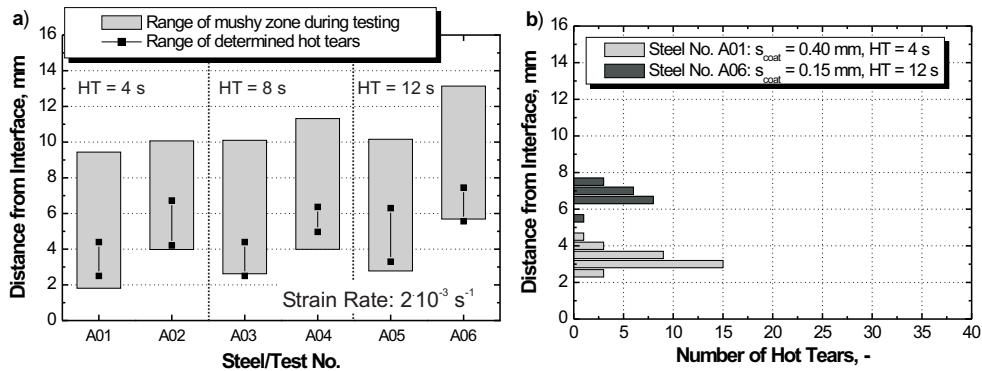 a)
Range of mushy zone during testing
Range of determined hot tears
HT = 4 s
HT = 8 s
HT = 12 s
16
14
12
10
8
6
4
2
0
Distance from Interface, mm
Strain Rate: 2·10⁻³ s⁻¹
A01 A02 A03 A04 A05 A06
Steel/Test No.
b)
Steel No. A01: s_coat = 0.40 mm, HT = 4 s
Steel No. A06: s_coat = 0.15 mm, HT = 12 s
16
14
12
10
8
6
4
2
0
Distance from Interface, mm
0 5 10 15 20 25 30 35 40
Number of Hot Tears, -